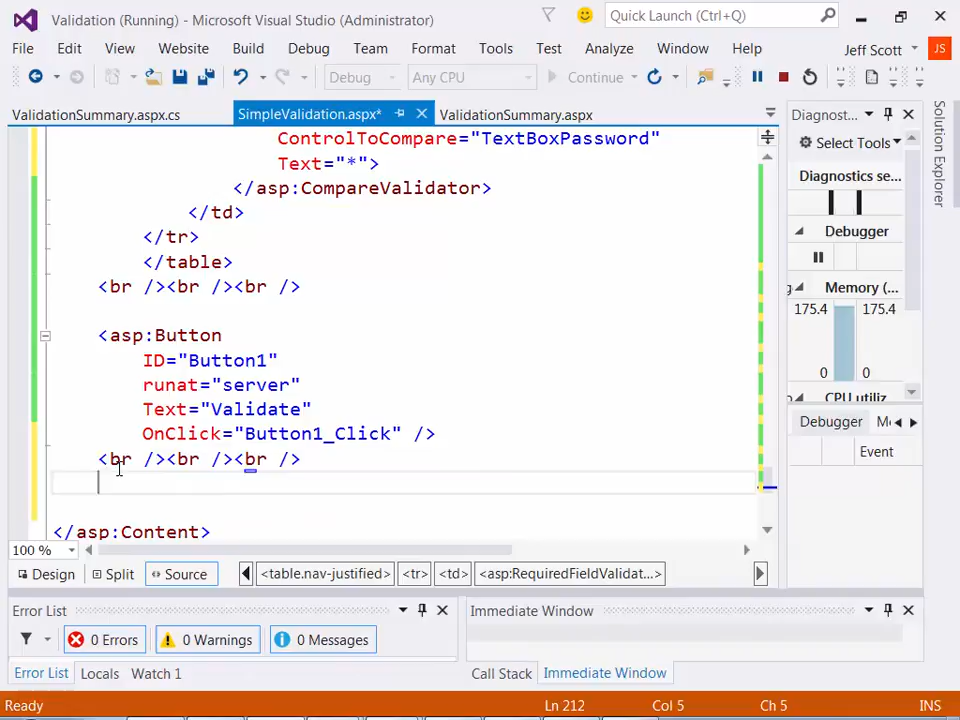 Validation (Running) - Microsoft Visual Studio (Administrator)
Quick Launch (Ctrl+Q)
File Edit View Website Build Debug Team Format Tools Test Analyze Window Help Jeff Scott JS
Debug Any CPU Continue
ValidationSummary.aspx.cs SimpleValidation.aspx* ValidationSummary.aspx
ControlToCompare="TextBoxPassword"
Text="*">
</asp:CompareValidator>
</td>
</tr>
</table>
<br /><br /><br />
<asp:Button
ID="Button1"
runat="server"
Text="Validate"
OnClick="Button1_Click" />
<br /><br /><br />
</asp:Content>
100 %
Design Split Source <table.nav-justified> <tr> <td> <asp:RequiredFieldValidat...>
Diagnost...
Select Tools
Diagnostics se...
Debugger
Memory (...
175.4 175.4
0 0
CPU utiliz
Debugger
Event
Solution Explorer
Error List
0 Errors 0 Warnings 0 Messages
Error List Locals Watch 1
Immediate Window
Call Stack Immediate Window
Ready Ln 212 Col 5 Ch 5 INS